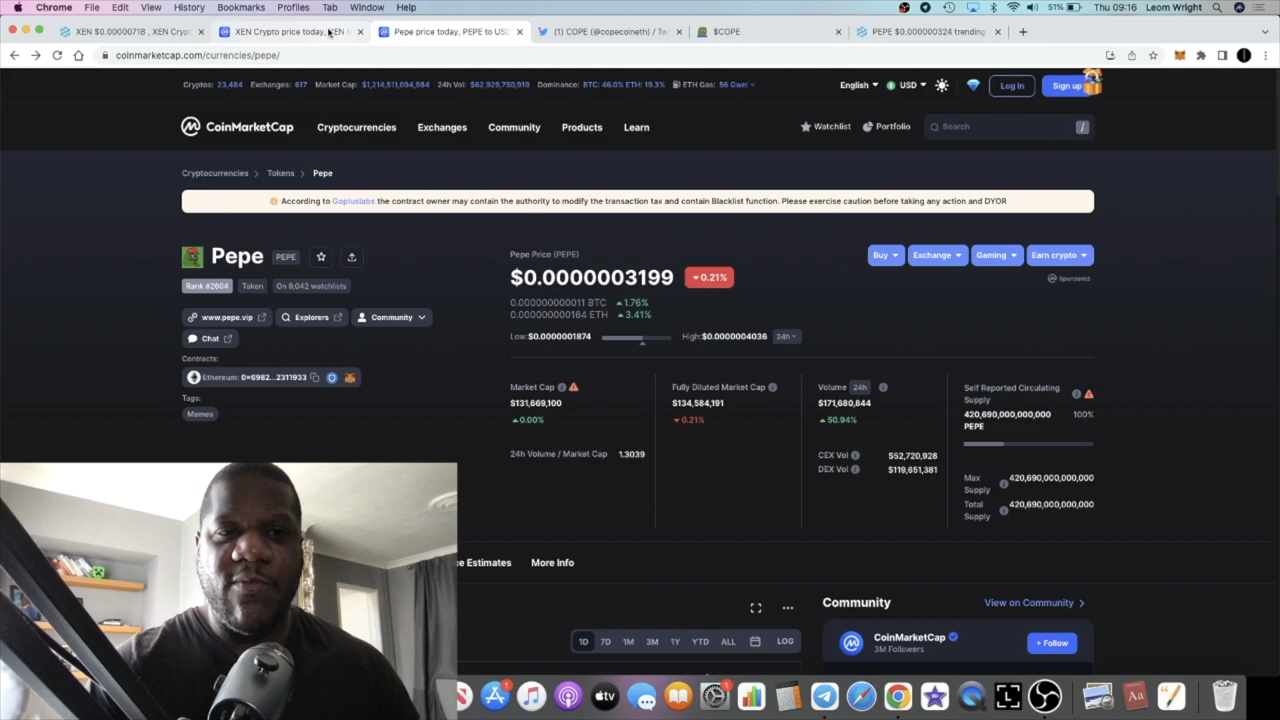 Chrome File Edit View History Bookmarks Profiles Tab Window Help 51% Thu 09:16 Leom Wright
XEN $0.00000718 , XEN Crypt
XEN Crypto price today, XEN t
Pepe price today, PEPE to USD
(1) COPE (@copecoineth) / Tw
$COPE
PEPE $0.000000324 trending
coinmarketcap.com/currencies/pepe/
Cryptos: 23,484 Exchanges: 617 Market Cap: $1,214,511,094,984 24h Vol: $62,929,750,919 Dominance: BTC: 46.0% ETH: 19.3% ETH Gas: 56 Gwei
English USD Log In Sign up
CoinMarketCap Cryptocurrencies Exchanges Community Products Learn Watchlist Portfolio Search /
Cryptocurrencies > Tokens > Pepe
According to Gopluslabs the contract owner may contain the authority to modify the transaction tax and contain Blacklist function. Please exercise caution before taking any action and DYOR
Pepe PEPE
Rank #2604 Token On 9,042 watchlists
www.pepe.vip Explorers Community
Chat
Contracts:
Ethereum: 0x6982...2311933
Tags:
Memes
Pepe Price (PEPE)
$0.0000003199 0.21%
0.000000000011 BTC 1.76%
0.000000000164 ETH 3.41%
Low: $0.0000001874 High: $0.0000004036 24h
Buy Exchange Gaming Earn crypto
Sponsored
Market Cap
$131,669,100
0.00%
24h Volume / Market Cap 1.3039
Fully Diluted Market Cap
$134,584,191
0.21%
Volume 24h
$171,680,844
50.94%
CEX Vol $52,720,928
DEX Vol $119,651,381
Self Reported Circulating
Supply
420,690,000,000,000 100%
PEPE
Max
Supply 420,690,000,000,000
Total
Supply 420,690,000,000,000
ce Estimates More Info
1D 7D 1M 3M 1Y YTD ALL LOG
Community View on Community >
CoinMarketCap
3M Followers
+ Follow